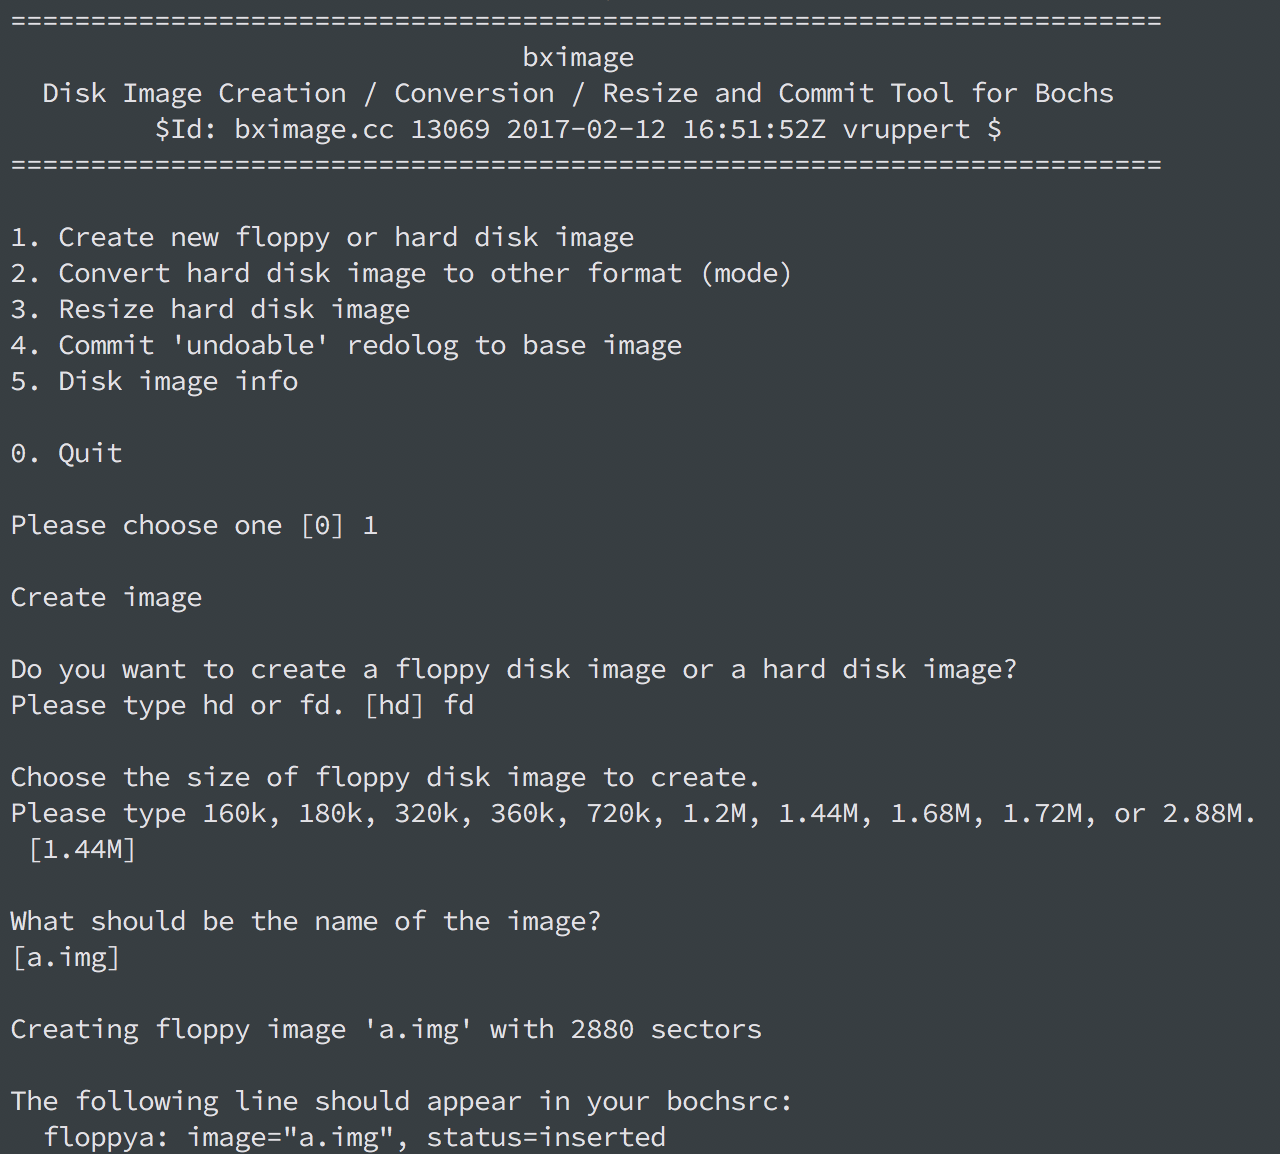 ========================================================================
bximage
Disk Image Creation / Conversion / Resize and Commit Tool for Bochs
$Id: bximage.cc 13069 2017-02-12 16:51:52Z vruppert $
========================================================================
1. Create new floppy or hard disk image
2. Convert hard disk image to other format (mode)
3. Resize hard disk image
4. Commit 'undoable' redolog to base image
5. Disk image info
0. Quit
Please choose one [0] 1
Create image
Do you want to create a floppy disk image or a hard disk image?
Please type hd or fd. [hd] fd
Choose the size of floppy disk image to create.
Please type 160k, 180k, 320k, 360k, 720k, 1.2M, 1.44M, 1.68M, 1.72M, or 2.88M.
[1.44M]
What should be the name of the image?
[a.img]
Creating floppy image 'a.img' with 2880 sectors
The following line should appear in your bochsrc:
floppya: image="a.img", status=inserted